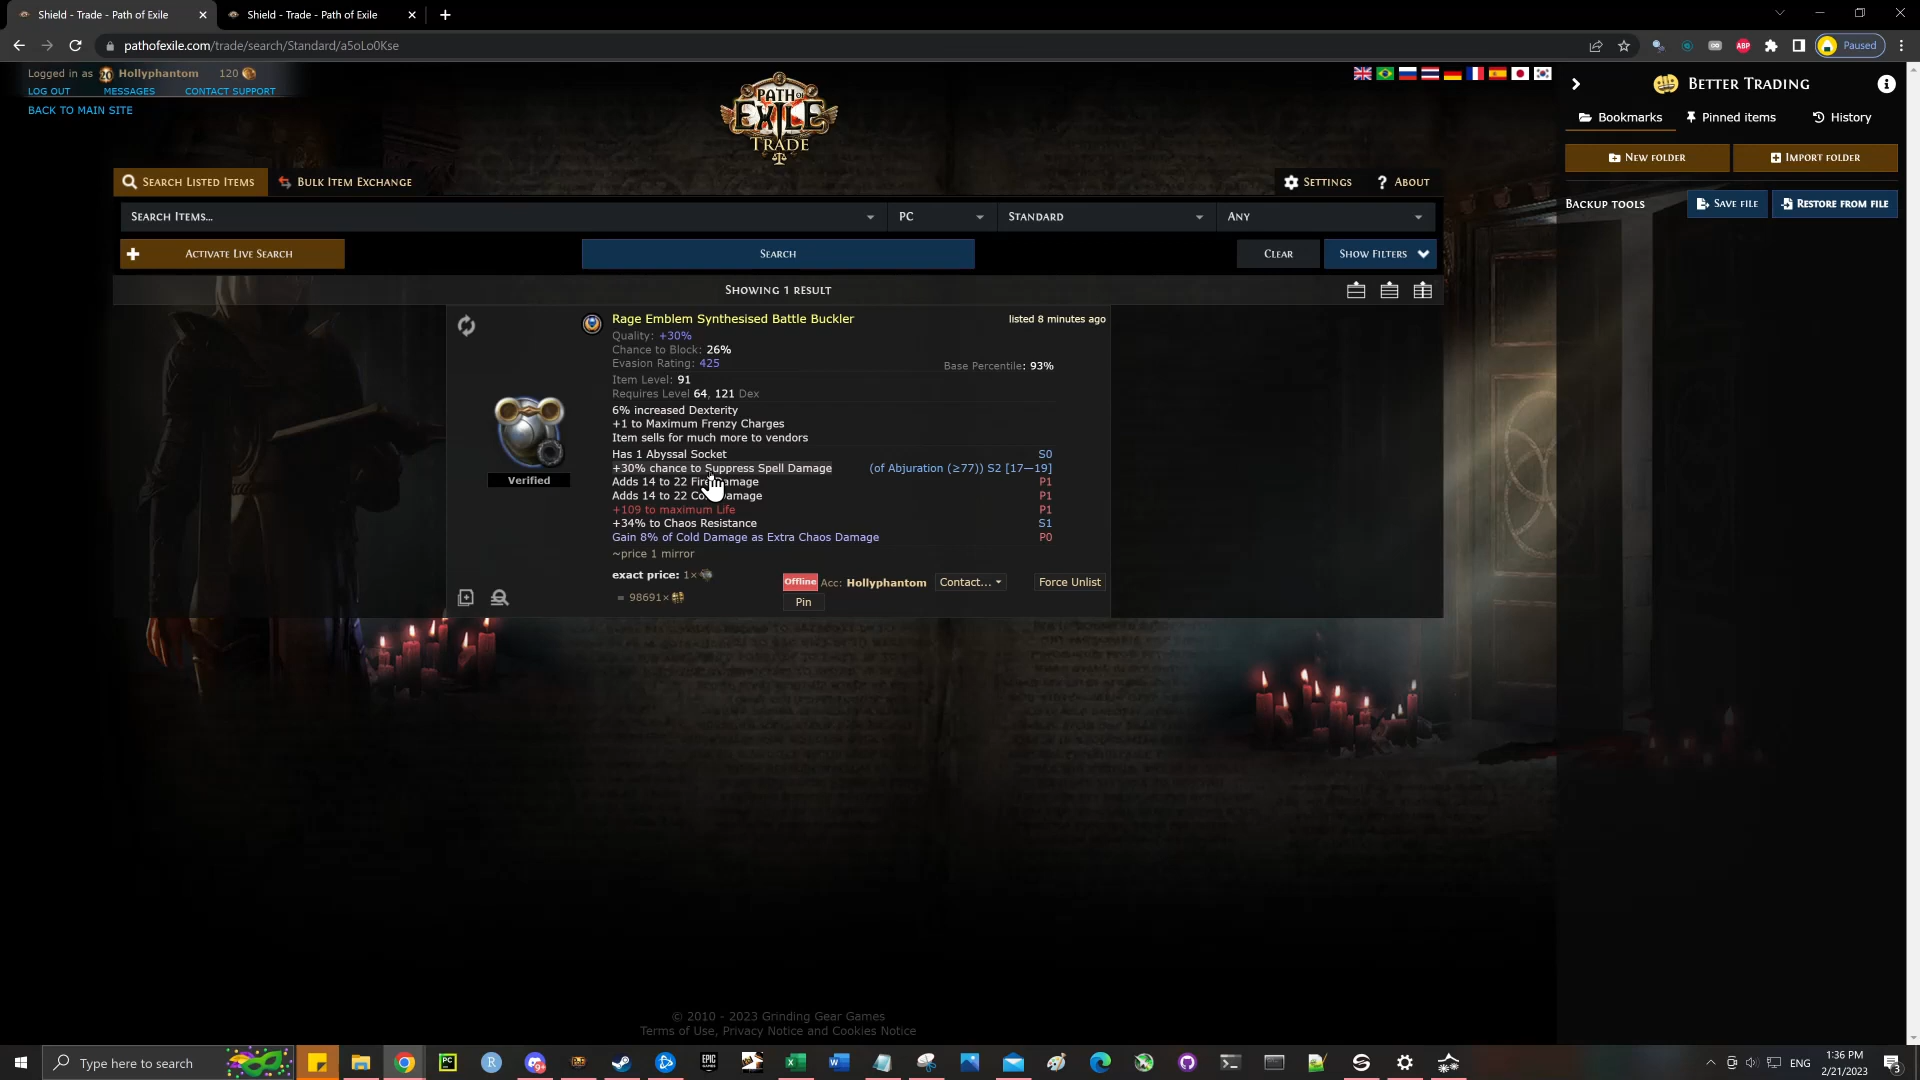 Shield - Trade - Path of Exile
Shield - Trade - Path of Exile
pathofexile.com/trade/search/Standard/a5oLo0Kse
ABP
Paused
Logged in as 20 Hollyphantom 120
LOG OUT MESSAGES CONTACT SUPPORT
BACK TO MAIN SITE
PATH OF EXILE TRADE
BETTER TRADING
Bookmarks Pinned items History
NEW FOLDER IMPORT FOLDER
BACKUP TOOLS SAVE FILE RESTORE FROM FILE
SEARCH LISTED ITEMS BULK ITEM EXCHANGE SETTINGS ? ABOUT
SEARCH ITEMS... PC STANDARD ANY
ACTIVATE LIVE SEARCH SEARCH CLEAR SHOW FILTERS
SHOWING 1 RESULT
Rage Emblem Synthesised Battle Buckler listed 8 minutes ago
Quality: +30%
Chance to Block: 26%
Evasion Rating: 425 Base Percentile: 93%
Item Level: 91
Requires Level 64, 121 Dex
6% increased Dexterity
+1 to Maximum Frenzy Charges
Item sells for much more to vendors
Has 1 Abyssal Socket S0
+30% chance to Suppress Spell Damage (of Abjuration (≥77)) S2 [17—19]
Adds 14 to 22 Fire Damage P1
Adds 14 to 22 Cold Damage P1
+109 to maximum Life P1
+34% to Chaos Resistance S1
Gain 8% of Cold Damage as Extra Chaos Damage P0
Verified
~price 1 mirror
exact price: 1× Offline Acc: Hollyphantom Contact... Force Unlist
= 98691× Pin
© 2010 - 2023 Grinding Gear Games
Terms of Use, Privacy Notice and Cookies Notice
Type here to search
PC
R
9+
EPIC GAMES
ENG
1:36 PM
2/21/2023
3